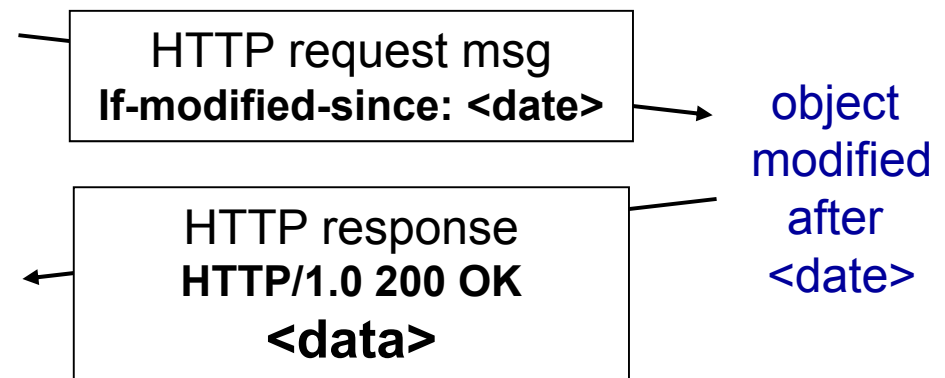 HTTP request msg
If-modified-since: <date>
object
modified
after
<date>
HTTP response
HTTP/1.0 200 OK
<data>